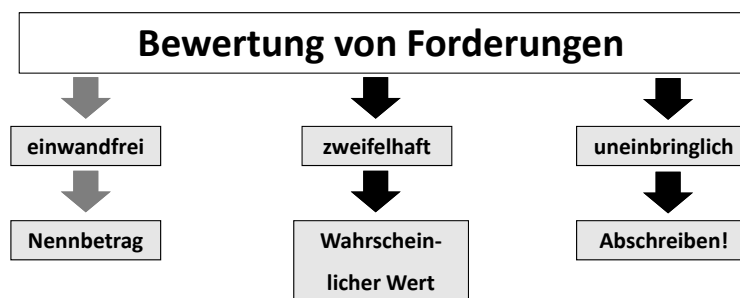 Bewertung von Forderungen
einwandfrei
zweifelhaft
uneinbringlich
Nennbetrag
Wahrschein-
licher Wert
Abschreiben!